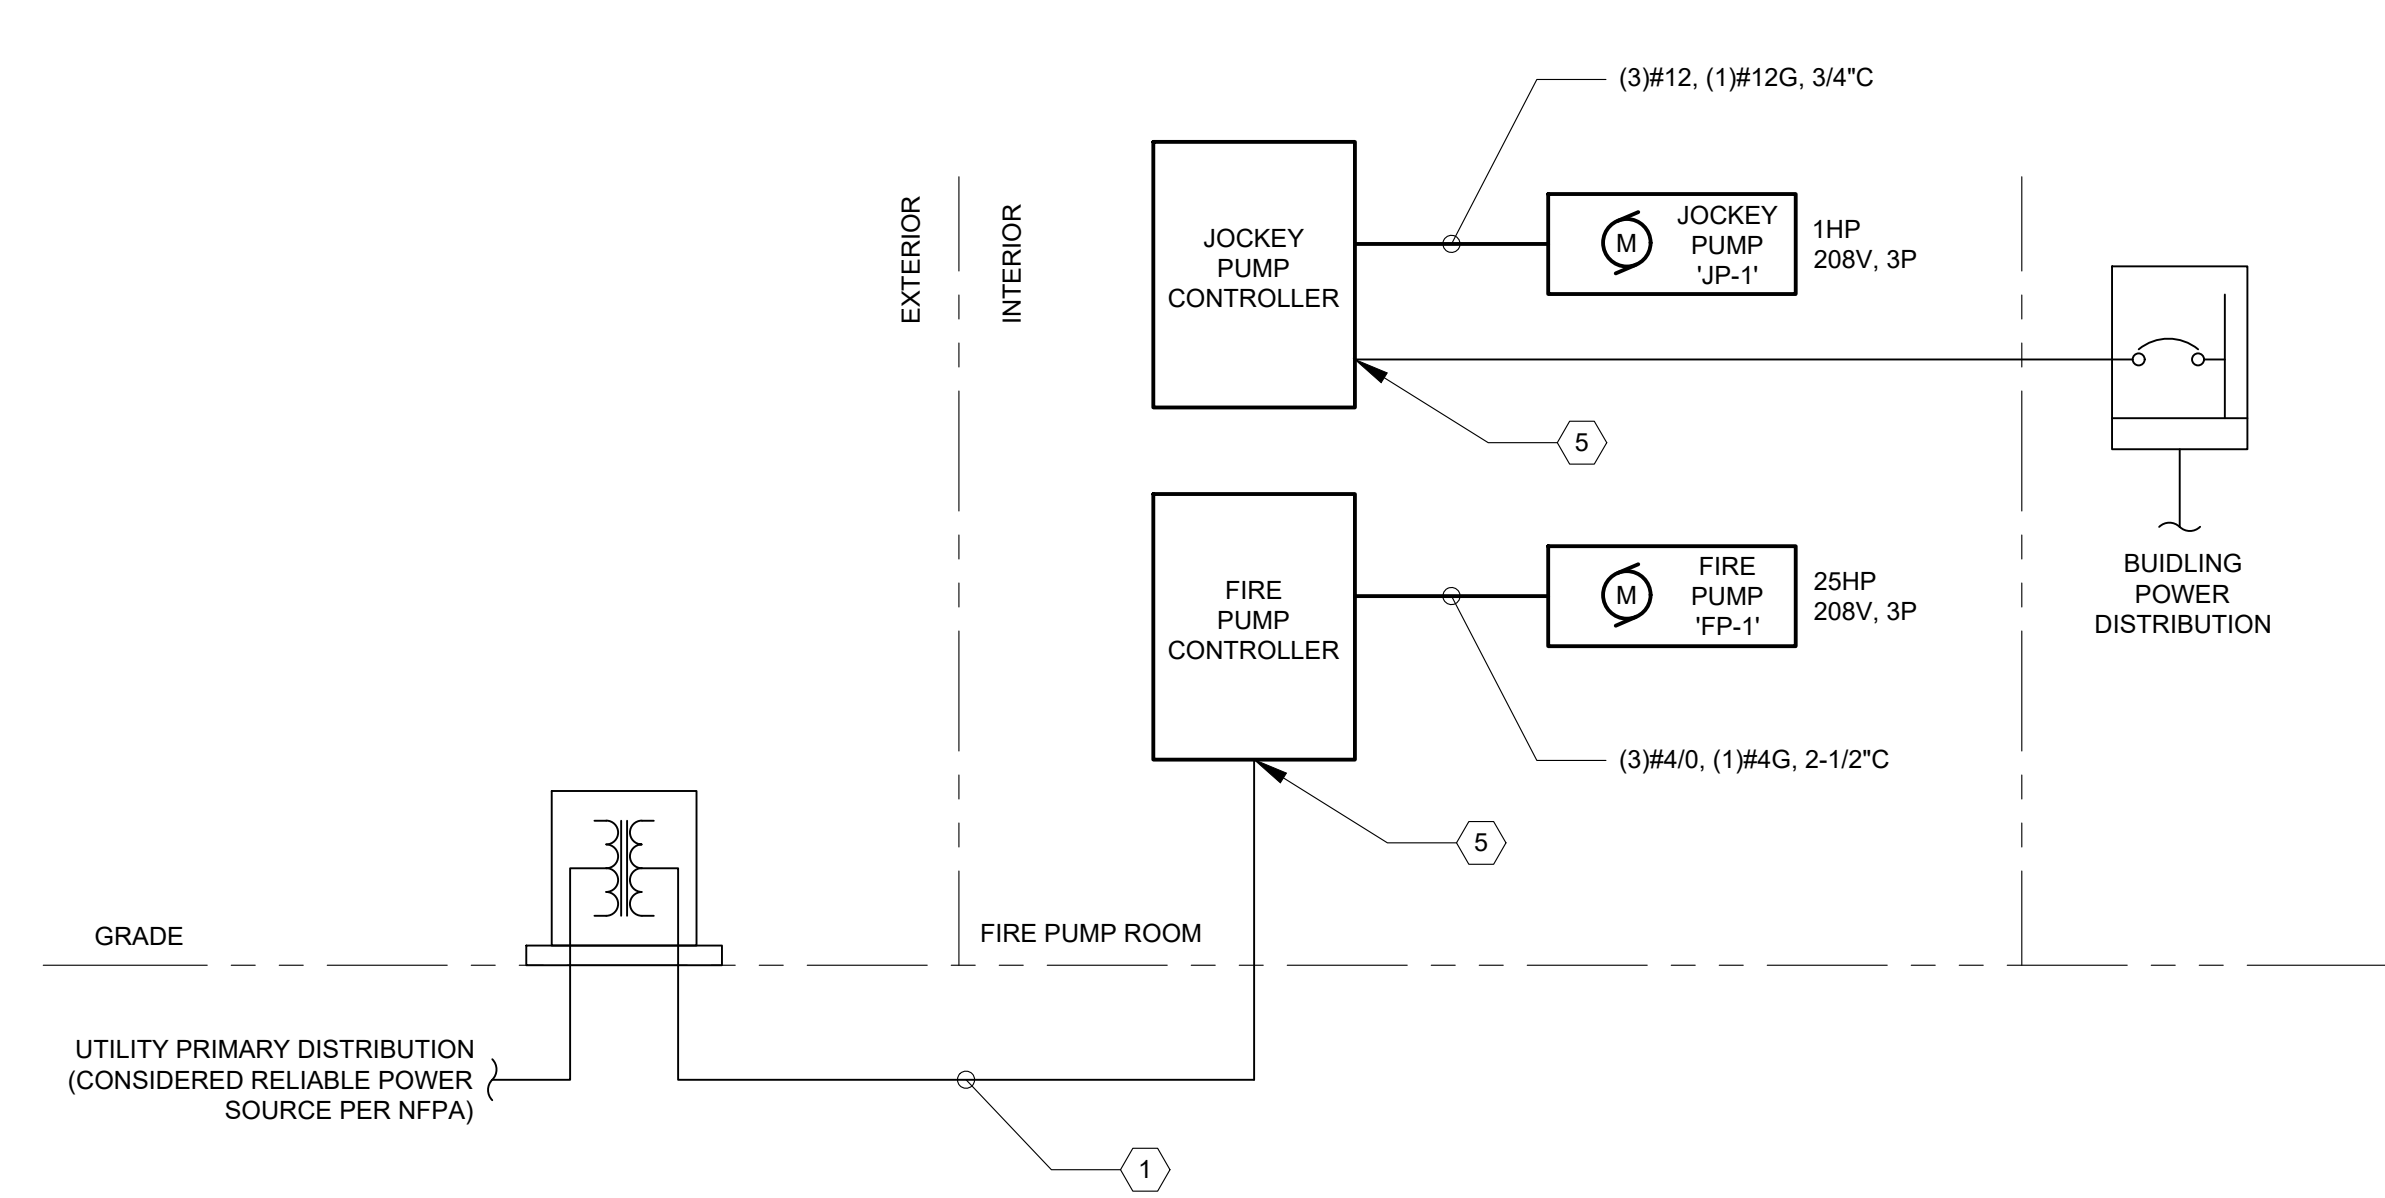 (3)#12, (1)#12G, 3/4"C
EXTERIOR
INTERIOR
JOCKEY
PUMP
CONTROLLER
M
JOCKEY
PUMP
'JP-1'
1HP
208V, 3P
5
BUIDLING
POWER
DISTRIBUTION
FIRE
PUMP
CONTROLLER
M
FIRE
PUMP
'FP-1'
25HP
208V, 3P
(3)#4/0, (1)#4G, 2-1/2"C
5
GRADE
FIRE PUMP ROOM
UTILITY PRIMARY DISTRIBUTION
(CONSIDERED RELIABLE POWER
SOURCE PER NFPA)
1